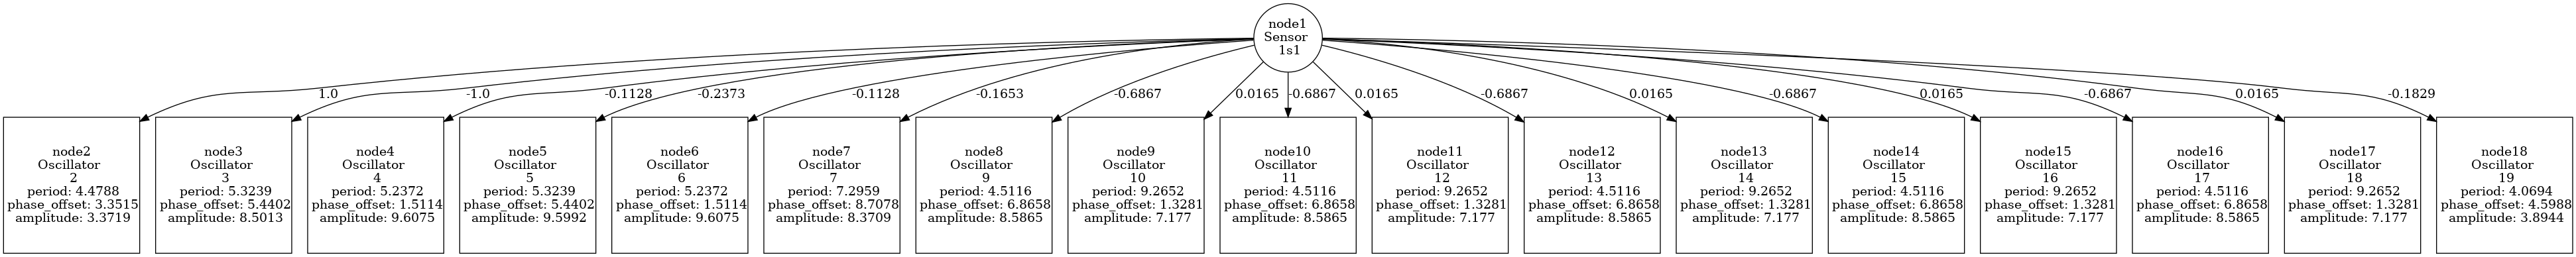 node1
Sensor
1s1
1.0
-1.0
-0.1128
-0.2373
-0.1128
-0.1653
-0.6867
0.0165
-0.6867
0.0165
-0.6867
0.0165
-0.6867
0.0165
-0.6867
0.0165
-0.1829
node2
Oscillator
2
period: 4.4788
phase_offset: 3.3515
amplitude: 3.3719
node3
Oscillator
3
period: 5.3239
phase_offset: 5.4402
amplitude: 8.5013
node4
Oscillator
4
period: 5.2372
phase_offset: 1.5114
amplitude: 9.6075
node5
Oscillator
5
period: 5.3239
phase_offset: 5.4402
amplitude: 9.5992
node6
Oscillator
6
period: 5.2372
phase_offset: 1.5114
amplitude: 9.6075
node7
Oscillator
7
period: 7.2959
phase_offset: 8.7078
amplitude: 8.3709
node8
Oscillator
9
period: 4.5116
phase_offset: 6.8658
amplitude: 8.5865
node9
Oscillator
10
period: 9.2652
phase_offset: 1.3281
amplitude: 7.177
node10
Oscillator
11
period: 4.5116
phase_offset: 6.8658
amplitude: 8.5865
node11
Oscillator
12
period: 9.2652
phase_offset: 1.3281
amplitude: 7.177
node12
Oscillator
13
period: 4.5116
phase_offset: 6.8658
amplitude: 8.5865
node13
Oscillator
14
period: 9.2652
phase_offset: 1.3281
amplitude: 7.177
node14
Oscillator
15
period: 4.5116
phase_offset: 6.8658
amplitude: 8.5865
node15
Oscillator
16
period: 9.2652
phase_offset: 1.3281
amplitude: 7.177
node16
Oscillator
17
period: 4.5116
phase_offset: 6.8658
amplitude: 8.5865
node17
Oscillator
18
period: 9.2652
phase_offset: 1.3281
amplitude: 7.177
node18
Oscillator
19
period: 4.0694
phase_offset: 4.5988
amplitude: 3.8944